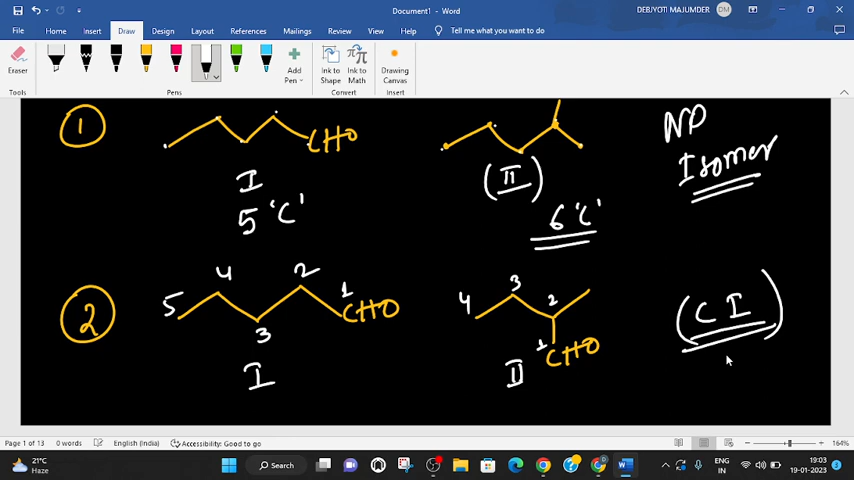 Document1 - Word
DEBJYOTI MAJUMDER
DM
File
Home
Insert
Draw
Design
Layout
References
Mailings
Review
View
Help
Tell me what you want to do
Eraser
Add
Pen
Ink to
Shape
Ink to
Math
Drawing
Canvas
Tools
Pens
Convert
Insert
1
CHO
NO
Isomer
I
(II)
5 'C'
6 'C'
2
5
4
3
2
1
CHO
4
3
2
1
CHO
(CI)
I
II
Page 1 of 13
0 words
English (India)
Accessibility: Good to go
164%
21°C
Haze
Search
ENG
IN
19:03
19-01-2023
3